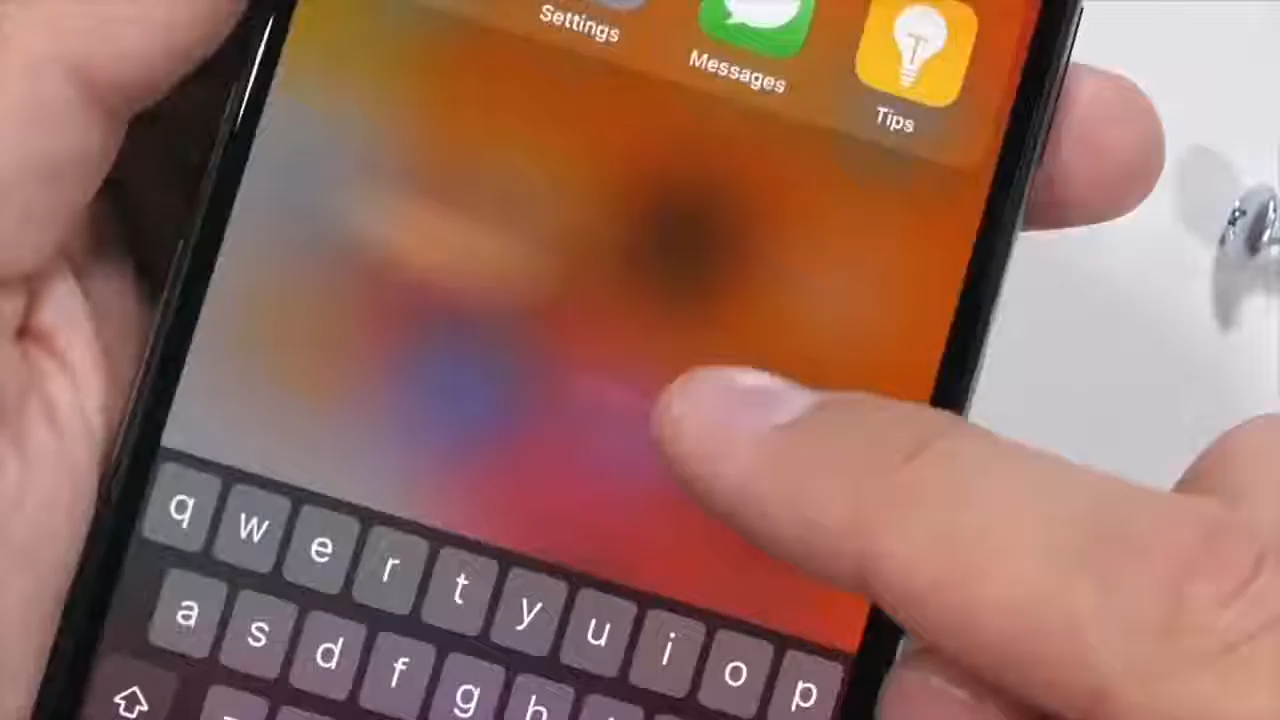 Settings
Messages
Tips
q w e r t y u i o p
a s d f g h